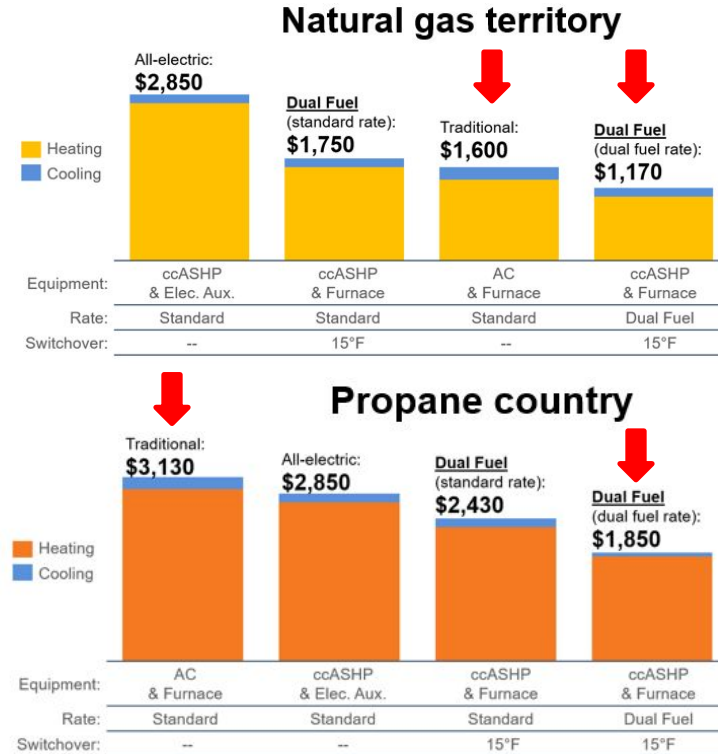 Natural gas territory
All-electric:
$2,850
Dual Fuel
(standard rate):
$1,750
Traditional:
$1,600
Dual Fuel
(dual fuel rate):
$1,170
Heating
Cooling
Equipment:
ccASHP
& Elec. Aux.
ccASHP
& Furnace
AC
& Furnace
ccASHP
& Furnace
Rate: Standard Standard Standard Dual Fuel
Switchover: -- 15°F -- 15°F
Propane country
Traditional:
$3,130
All-electric:
$2,850
Dual Fuel
(standard rate):
$2,430
Dual Fuel
(dual fuel rate):
$1,850
Heating
Cooling
Equipment:
AC
& Furnace
ccASHP
& Elec. Aux.
ccASHP
& Furnace
ccASHP
& Furnace
Rate: Standard Standard Standard Dual Fuel
Switchover: -- -- 15°F 15°F